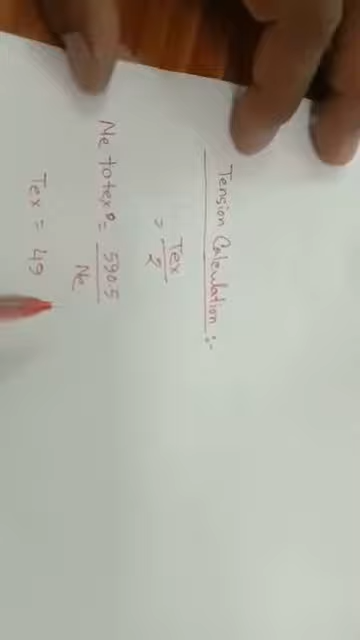 Tension Calculation :-
= Tex / 2
Ne to tex = 590.5 / Ne
Tex = 49